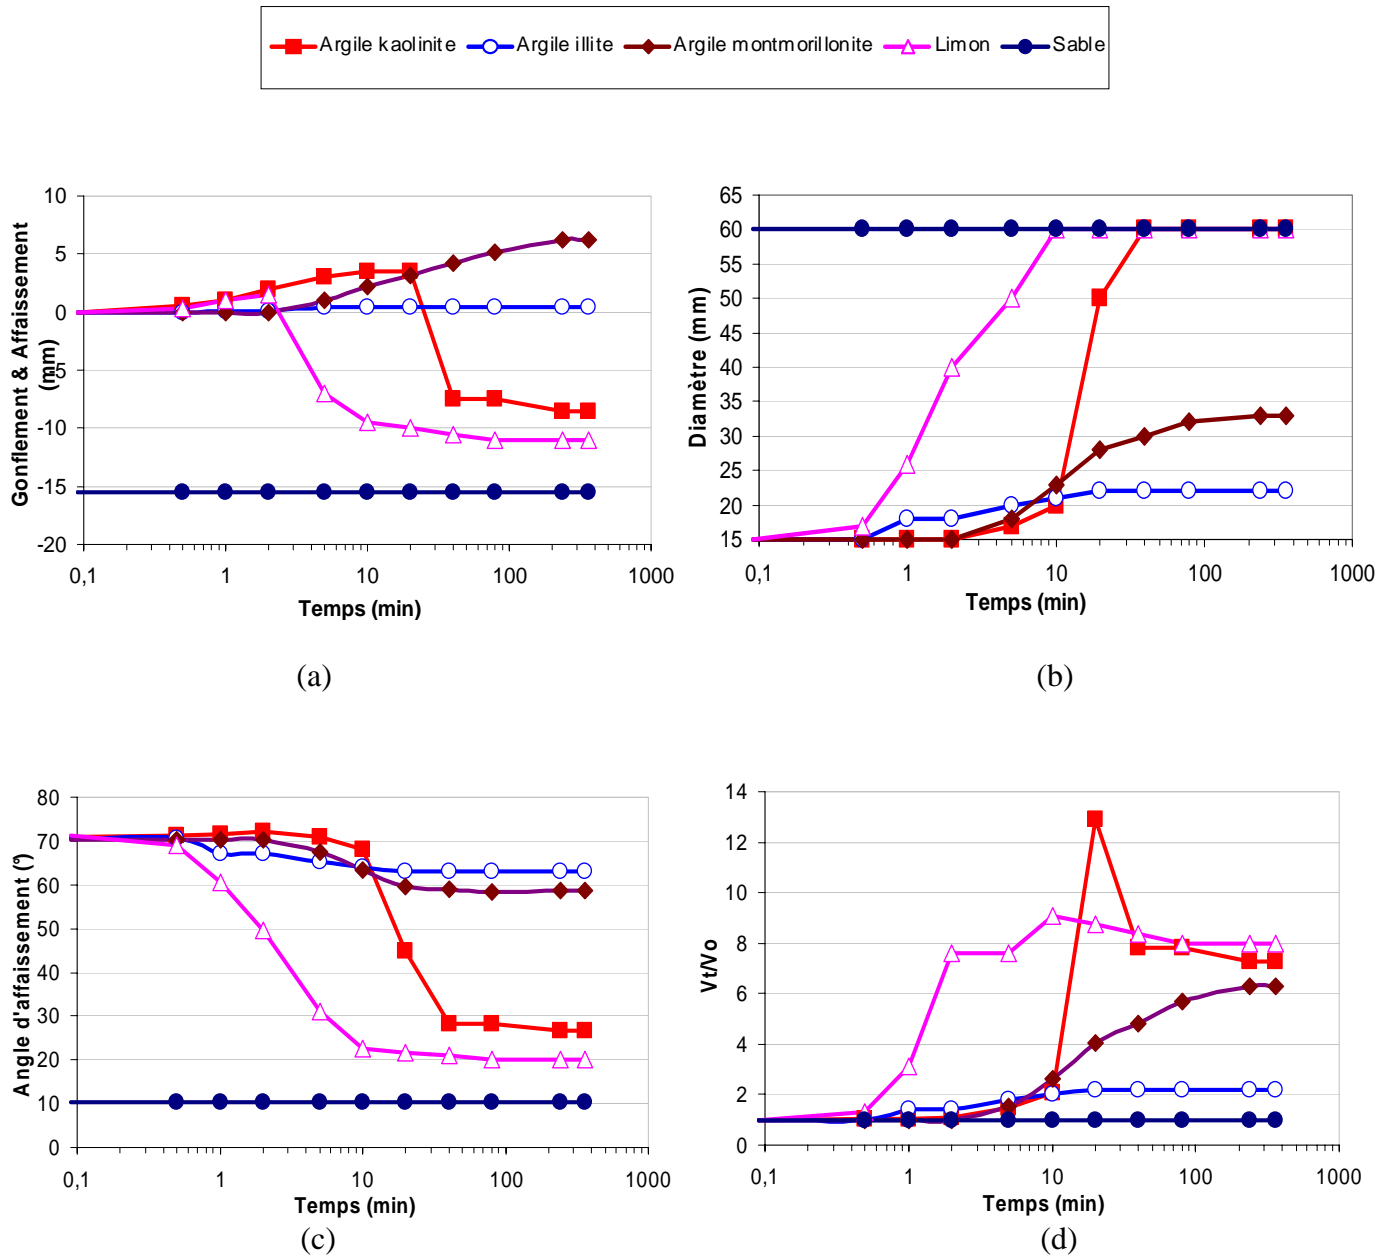 Argile kaolinite Argile illite Argile montmorillonite Limon Sable
Gonflement & Affaissement
(mm)
10
5
0
-5
-10
-15
-20
0,1 1 10 100 1000
Temps (min)
(a)
Diamètre (mm)
65
60
55
50
45
40
35
30
25
20
15
0,1 1 10 100 1000
Temps (min)
(b)
Angle d'affaissement (°)
80
70
60
50
40
30
20
10
0
0,1 1 10 100 1000
Temps (min)
(c)
Vt/Vo
14
12
10
8
6
4
2
0
0,1 1 10 100 1000
Temps (min)
(d)